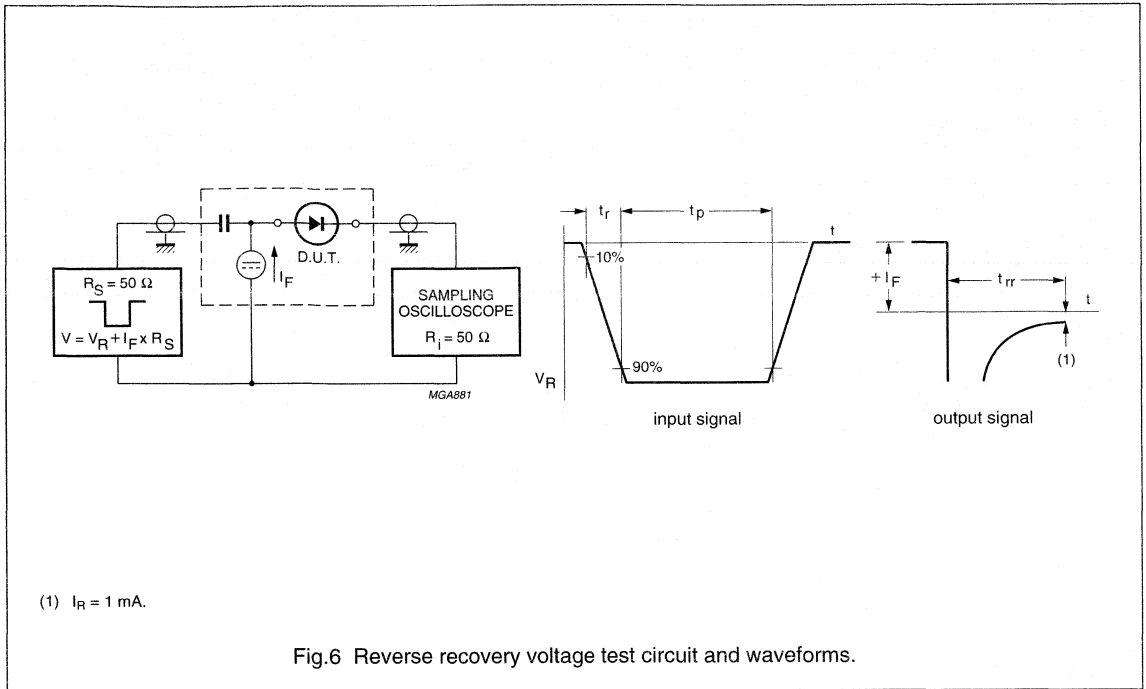 R_S = 50 Ω
V = V_R + I_F x R_S
I_F
D.U.T.
SAMPLING
OSCILLOSCOPE
R_i = 50 Ω
MGA881
t_r
t_p
t
10%
90%
V_R
input signal
+ I_F
t_rr
t
(1)
output signal
(1) I_R = 1 mA.
Fig.6 Reverse recovery voltage test circuit and waveforms.